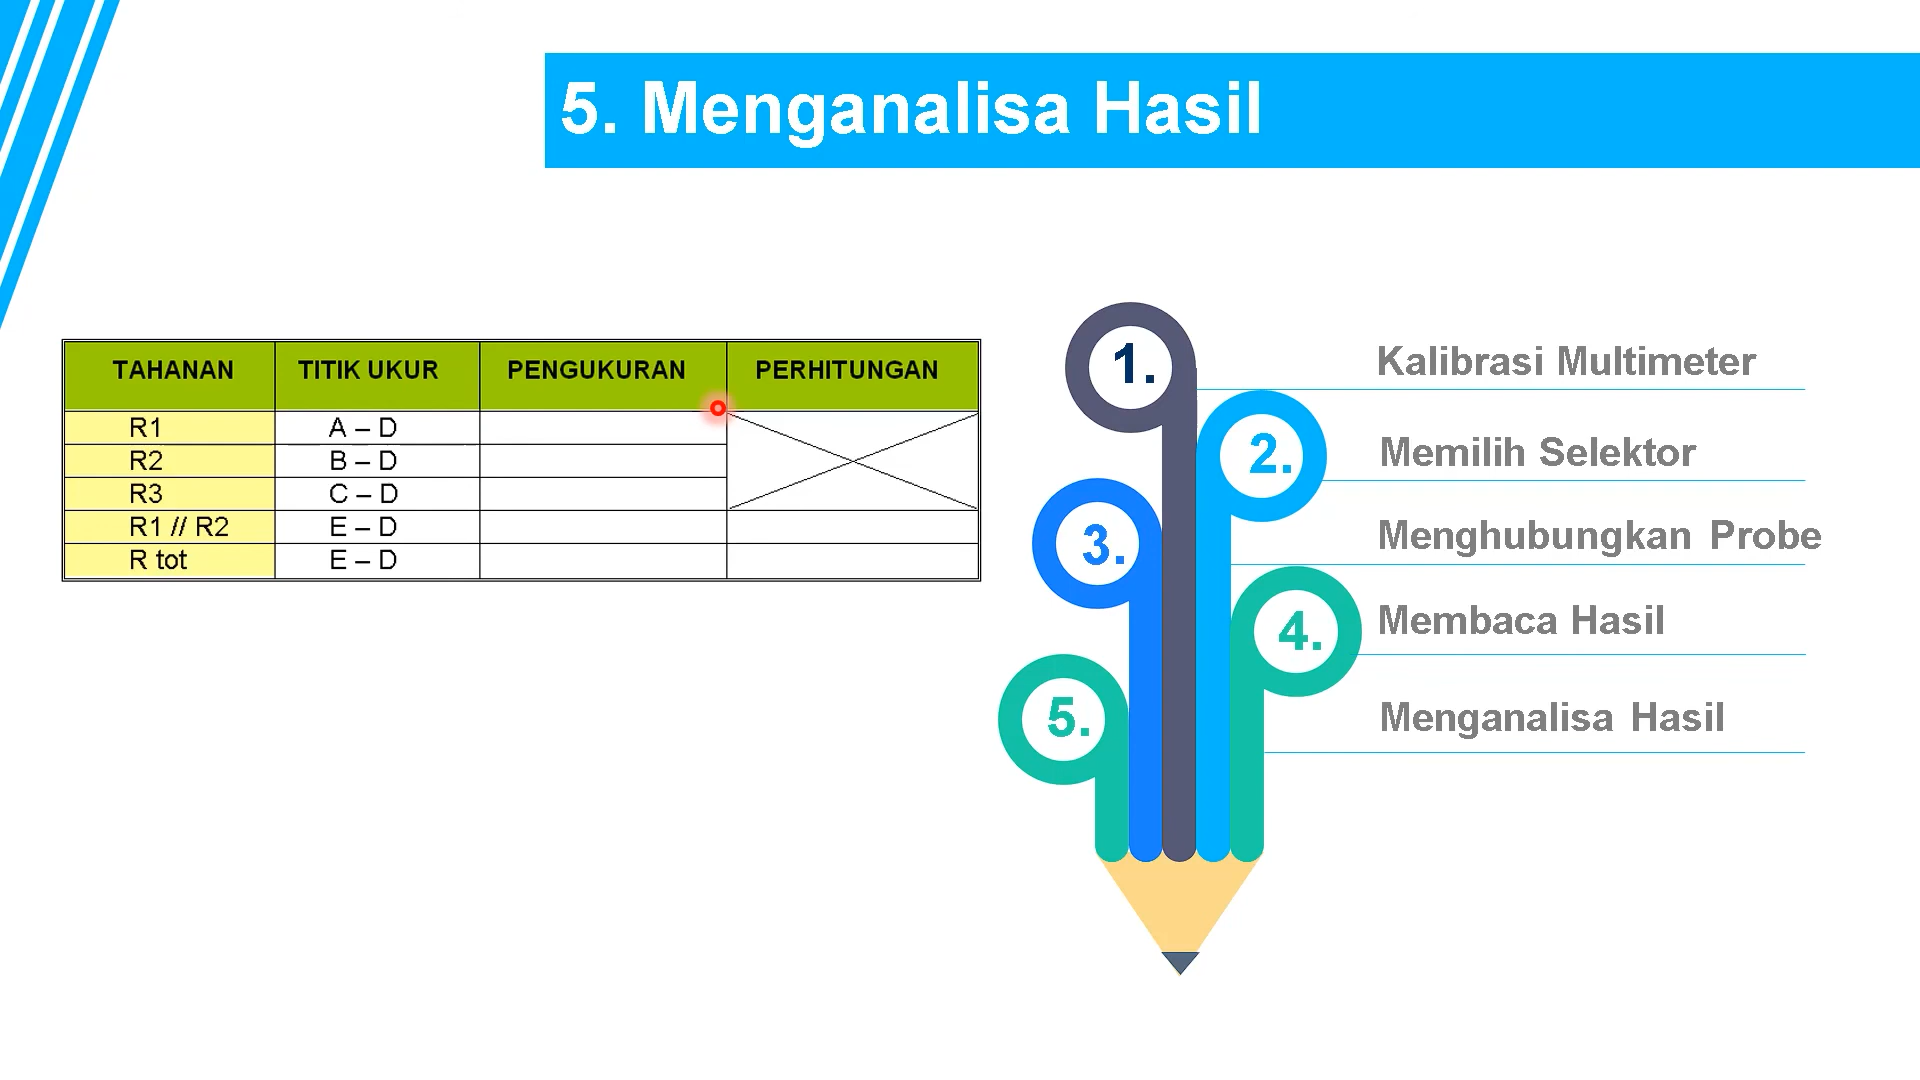 5. Menganalisa Hasil
TAHANAN TITIK UKUR PENGUKURAN PERHITUNGAN
R1 A – D
R2 B – D
R3 C – D
R1 // R2 E – D
R tot E – D
1. Kalibrasi Multimeter
2. Memilih Selektor
3. Menghubungkan Probe
4. Membaca Hasil
5. Menganalisa Hasil